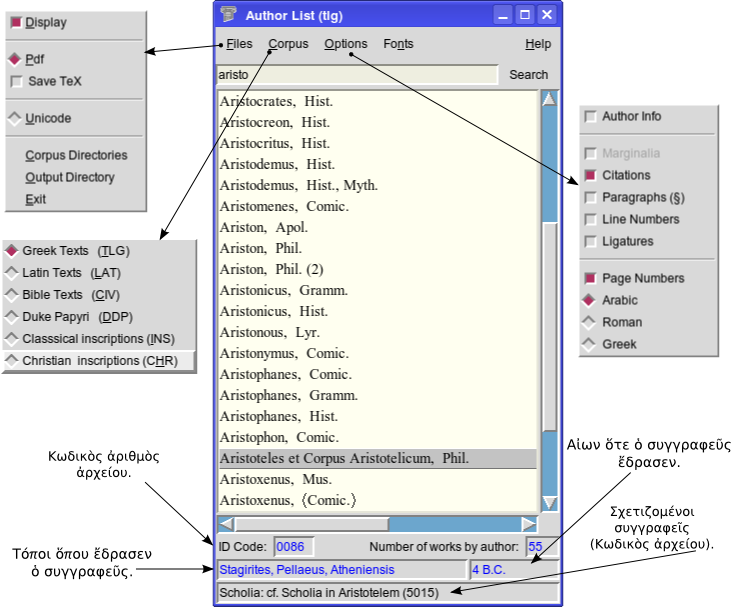 Author List (tlg)
Files Corpus Options Fonts Help
aristo Search
Display
Pdf
Save TeX
Unicode
Corpus Directories
Output Directory
Exit
Greek Texts (TLG)
Latin Texts (LAT)
Bible Texts (CIV)
Duke Papyri (DDP)
Classsical inscriptions (INS)
Christian inscriptions (CHR)
Aristocrates, Hist.
Aristocreon, Hist.
Aristocritus, Hist.
Aristodemus, Hist.
Aristodemus, Hist., Myth.
Aristomenes, Comic.
Ariston, Apol.
Ariston, Phil.
Ariston, Phil. (2)
Aristonicus, Gramm.
Aristonicus, Hist.
Aristonous, Lyr.
Aristonymus, Comic.
Aristophanes, Comic.
Aristophanes, Gramm.
Aristophanes, Hist.
Aristophon, Comic.
Aristoteles et Corpus Aristotelicum, Phil.
Aristoxenus, Mus.
Aristoxenus, 〈Comic.〉
Author Info
Marginalia
Citations
Paragraphs (§)
Line Numbers
Ligatures
Page Numbers
Arabic
Roman
Greek
Κωδικὸς ἀριθμὸς
ἀρχείου.
Τόποι ὅπου ἔδρασεν
ὁ συγγραφεῦς.
Αἰων ὅτε ὁ συγγραφεῦς
ἔδρασεν.
Σχετιζομένοι
συγγραφεῖς
(Κωδικὸς ἀρχείου).
ID Code: 0086 Number of works by author: 55
Stagirites, Pellaeus, Atheniensis 4 B.C.
Scholia: cf. Scholia in Aristotelem (5015)